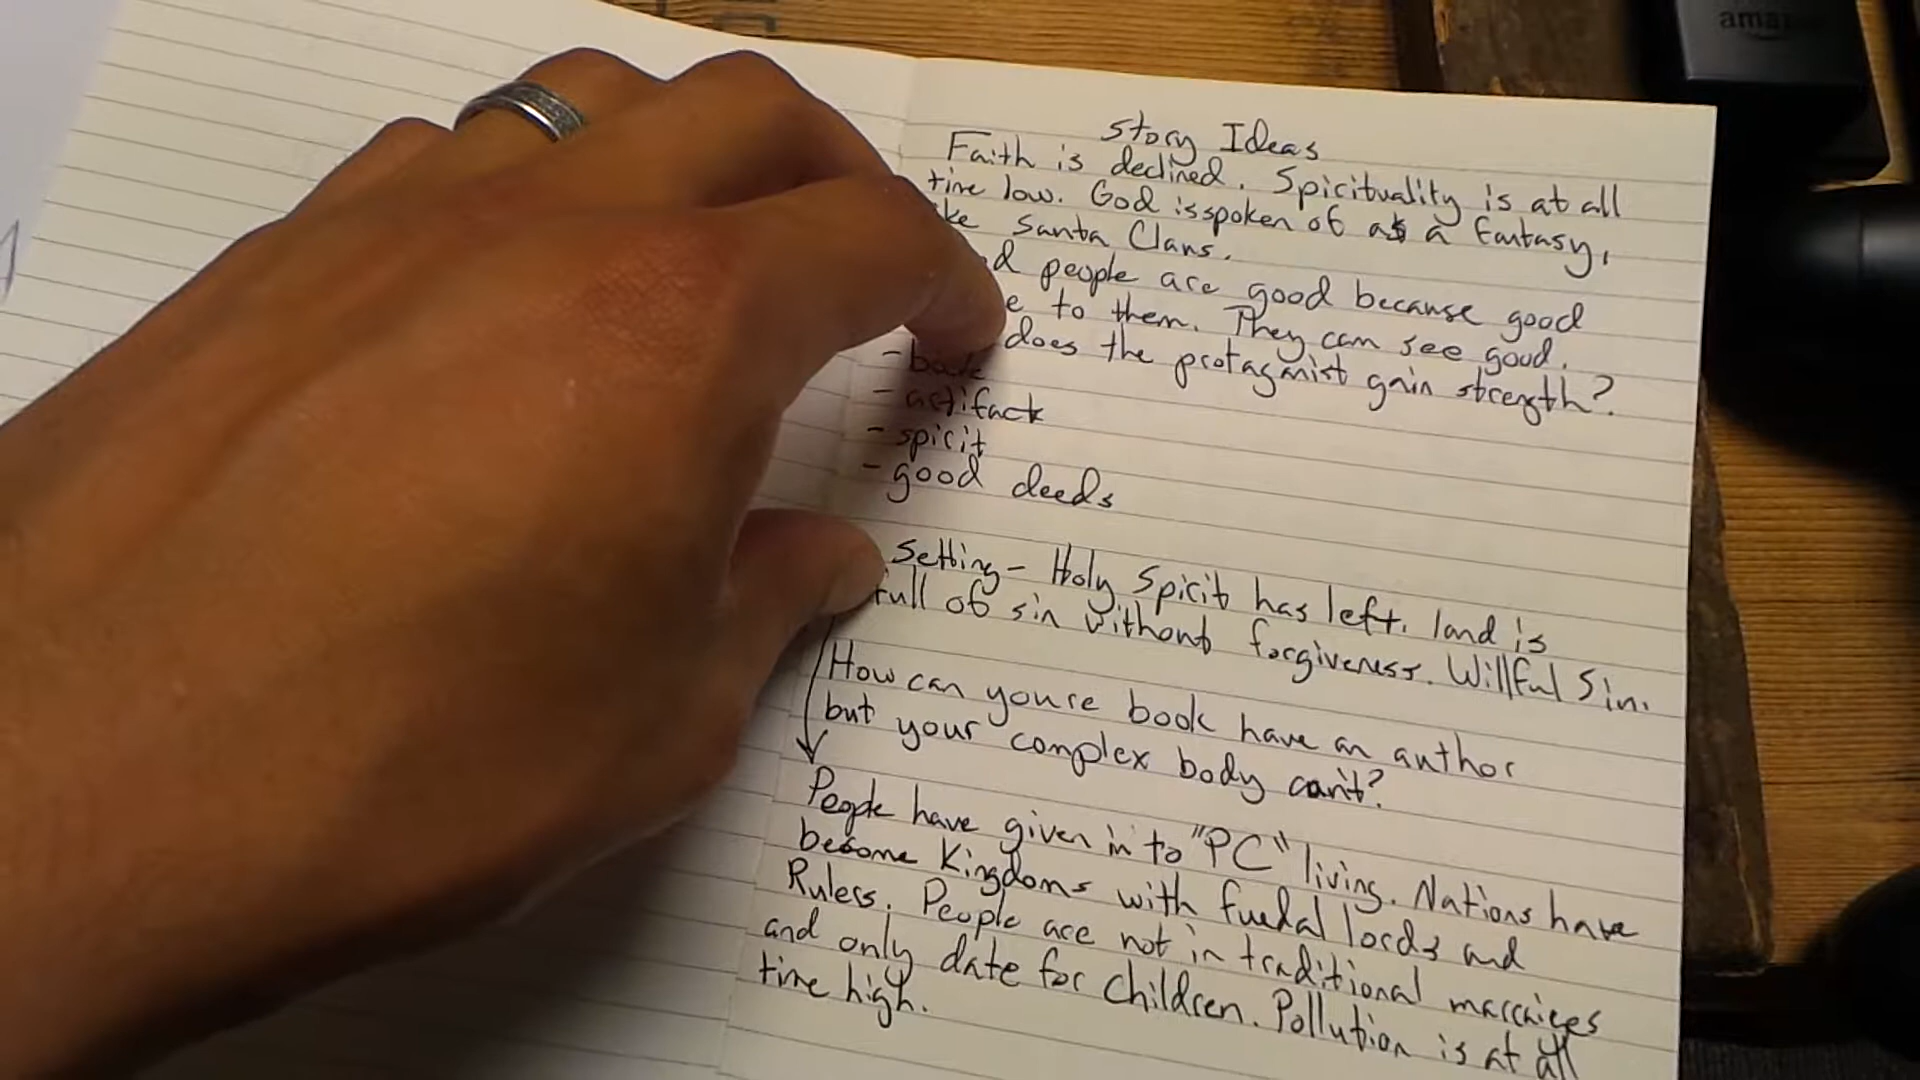 Story Ideas
Faith is declined. Spirituality is at all
time low. God is spoken of as a fantasy,
ke Santa Claus.
d people are good because good
e to them. They can see good.
does the protaganist gain strength?
- artifact
- spirit
- good deeds
Setting - Holy Spirit has left. land is
full of sin without forgiveness. Willful Sin.
How can youre book have an author
but your complex body can't?
People have given in to "PC" living. Nations have
become Kingdoms with fuedal lords and
Rulers. People are not in traditional marraiges
and only date for children. Pollution is at all
time high.